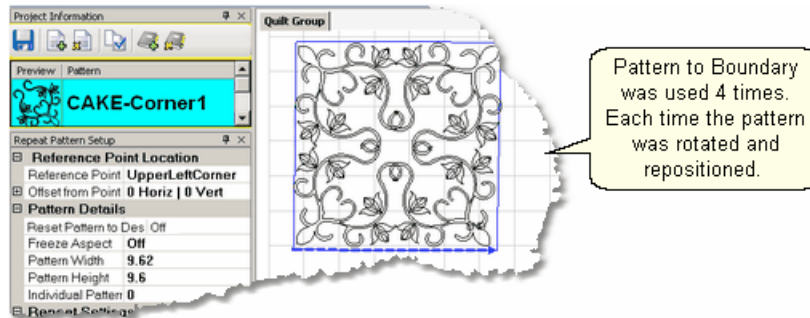 Project Information
Quilt Group
Preview Pattern
CAKE-Corner1
Repeat Pattern Setup
Reference Point Location
Reference Point UpperLeftCorner
Offset from Point 0 Horiz | 0 Vert
Pattern Details
Reset Pattern to Des Off
Freeze Aspect Off
Pattern Width 9.62
Pattern Height 9.6
Individual Pattern 0
Repeat Settings
Pattern to Boundary
was used 4 times.
Each time the pattern
was rotated and
repositioned.